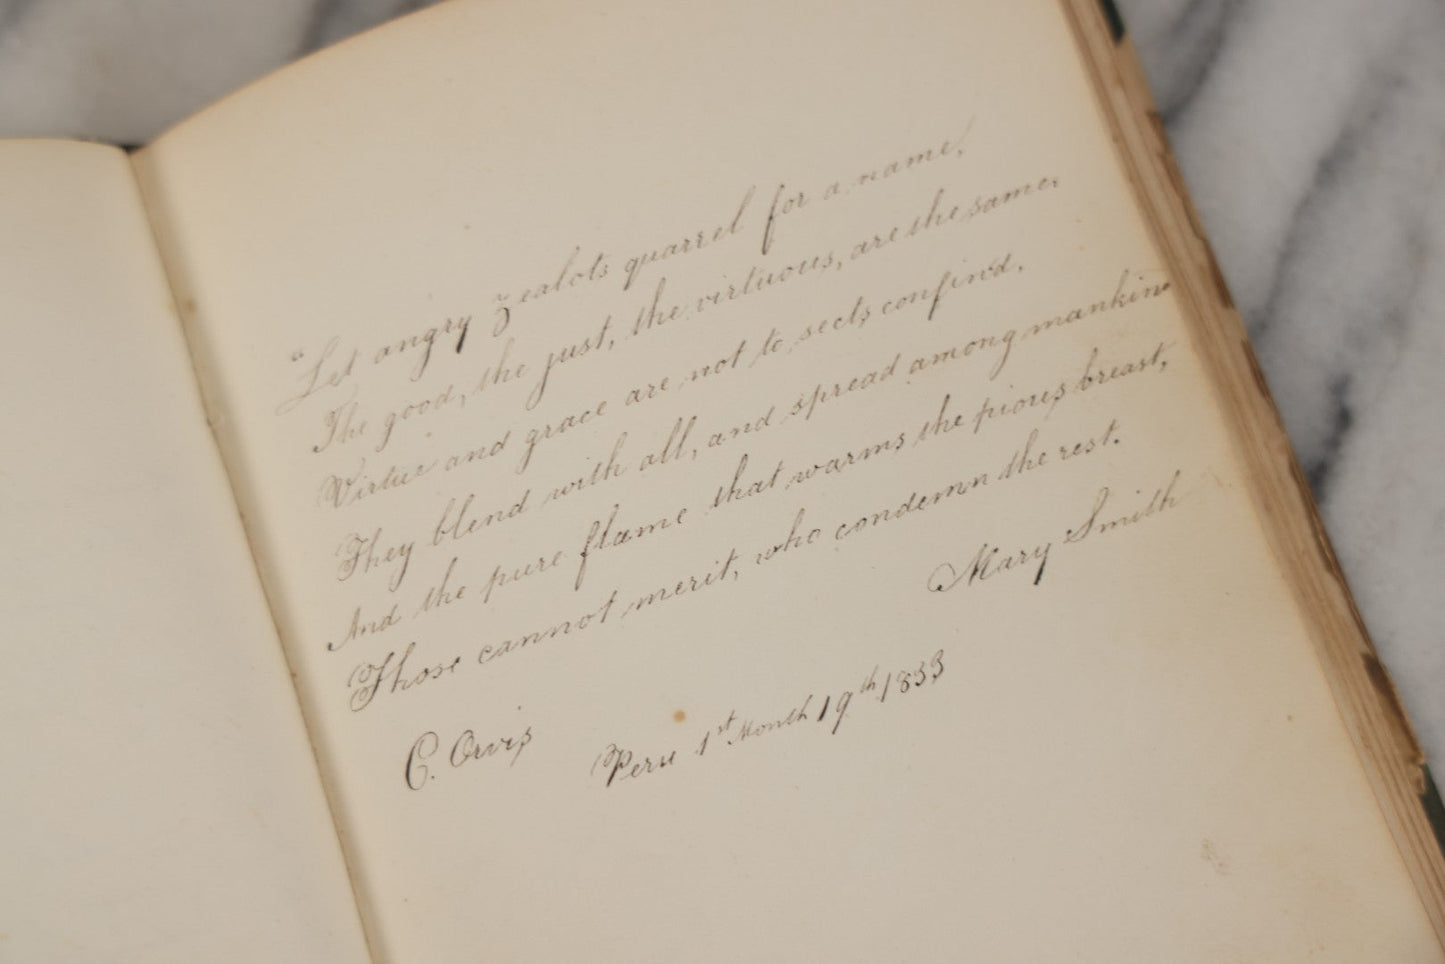 “Let angry zealots quarrel for a name,
The good, the just, the virtuous, are the same.
Virtue and grace are not to sects confin'd,
They blend with all, and spread among mankind
And the pure flame that warms the pious breast,
Those cannot merit, who condemn the rest.
Mary Smith
C. Orvis
Peru 1st Month 19th 1833